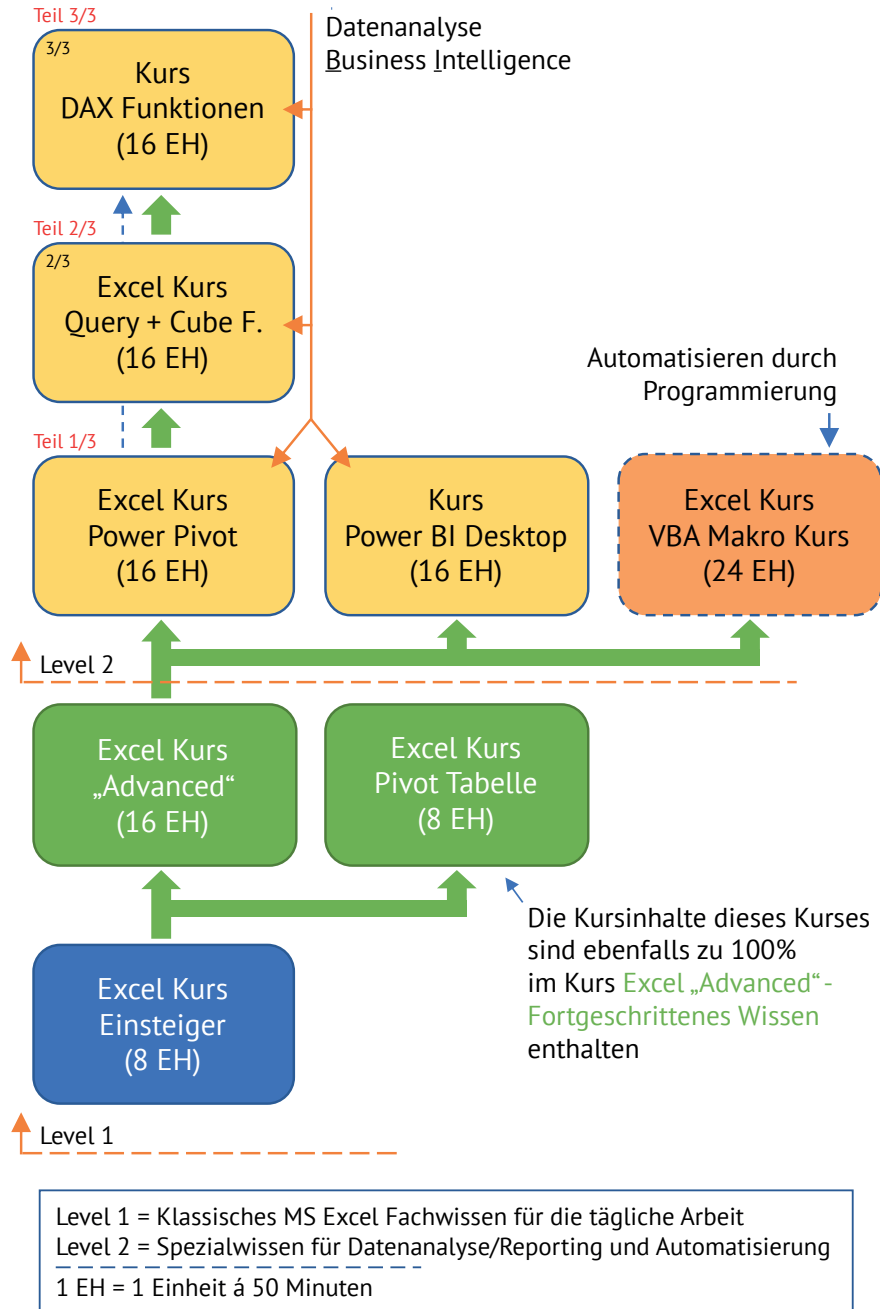 Teil 3/3
3/3
Kurs
DAX Funktionen
(16 EH)
Datenanalyse
Business Intelligence
Teil 2/3
2/3
Excel Kurs
Query + Cube F.
(16 EH)
Automatisieren durch
Programmierung
Teil 1/3
Excel Kurs
Power Pivot
(16 EH)
Kurs
Power BI Desktop
(16 EH)
Excel Kurs
VBA Makro Kurs
(24 EH)
Level 2
Excel Kurs
„Advanced“
(16 EH)
Excel Kurs
Pivot Tabelle
(8 EH)
Die Kursinhalte dieses Kurses
sind ebenfalls zu 100%
im Kurs Excel „Advanced“ -
Fortgeschrittenes Wissen
enthalten
Excel Kurs
Einsteiger
(8 EH)
Level 1
Level 1 = Klassisches MS Excel Fachwissen für die tägliche Arbeit
Level 2 = Spezialwissen für Datenanalyse/Reporting und Automatisierung
1 EH = 1 Einheit á 50 Minuten